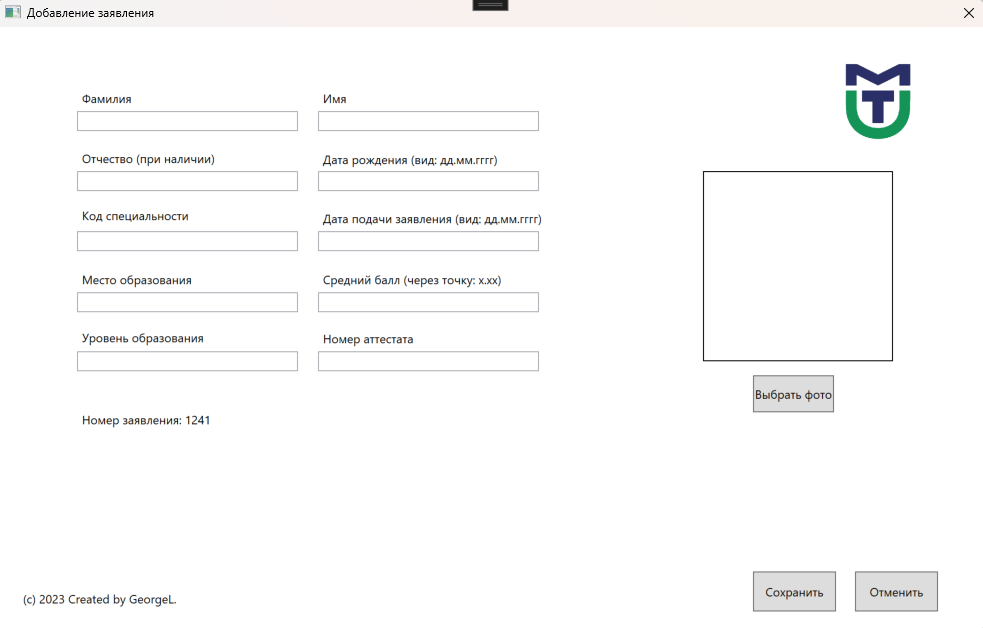 Добавление заявления
МТU
Фамилия
Имя
Отчество (при наличии)
Дата рождения (вид: дд.мм.гггг)
Код специальности
Дата подачи заявления (вид: дд.мм.гггг)
Место образования
Средний балл (через точку: x.xx)
Уровень образования
Номер аттестата
Выбрать фото
Номер заявления: 1241
Сохранить
Отменить
(c) 2023 Created by GeorgeL.